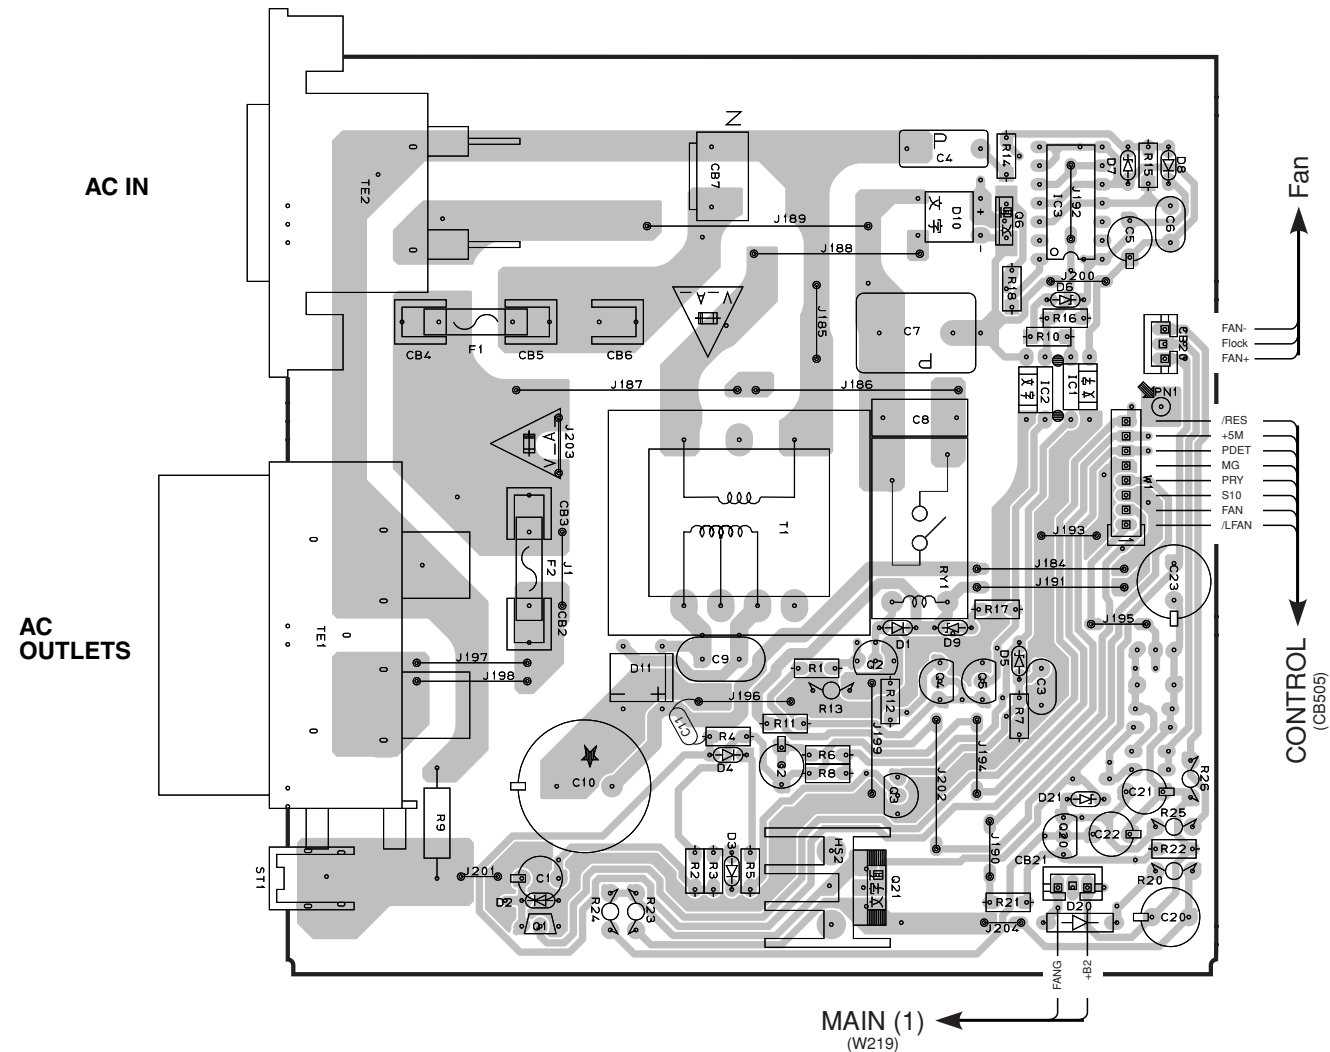 AC IN
AC
OUTLETS
Fan
FAN-
Flock
FAN+
/RES
+5M
PDET
MG
PRY
S10
FAN
/LFAN
CONTROL
(CB505)
FANG
+B2
MAIN (1)
(W219)
TE2
N
CB7
C4
R14
IC3
J192
D7
R15
D8
J189
D10
+
-
Q6
C5
C6
J188
J200
R18
D6
R16
R10
CB4
F1
CB5
CB6
V
A
J185
C7
J187
J186
IC2
IC1
PN1
J203
V
A
C8
W1
CB3
F2
J1
CB2
T1
RY1
J193
J184
J191
C23
R17
J195
TE1
J197
J198
D11
C9
D1
D9
R1
R13
R12
D5
C3
R7
J196
C11
R11
R4
D4
R6
R8
J199
Q3
J202
J194
C10
D21
C21
R26
R25
C22
CB21
R22
R20
R9
ST1
J201
C1
D2
Q1
R24
R23
R2
R3
D3
R5
HS2
Q21
J190
R21
J204
D20
C20